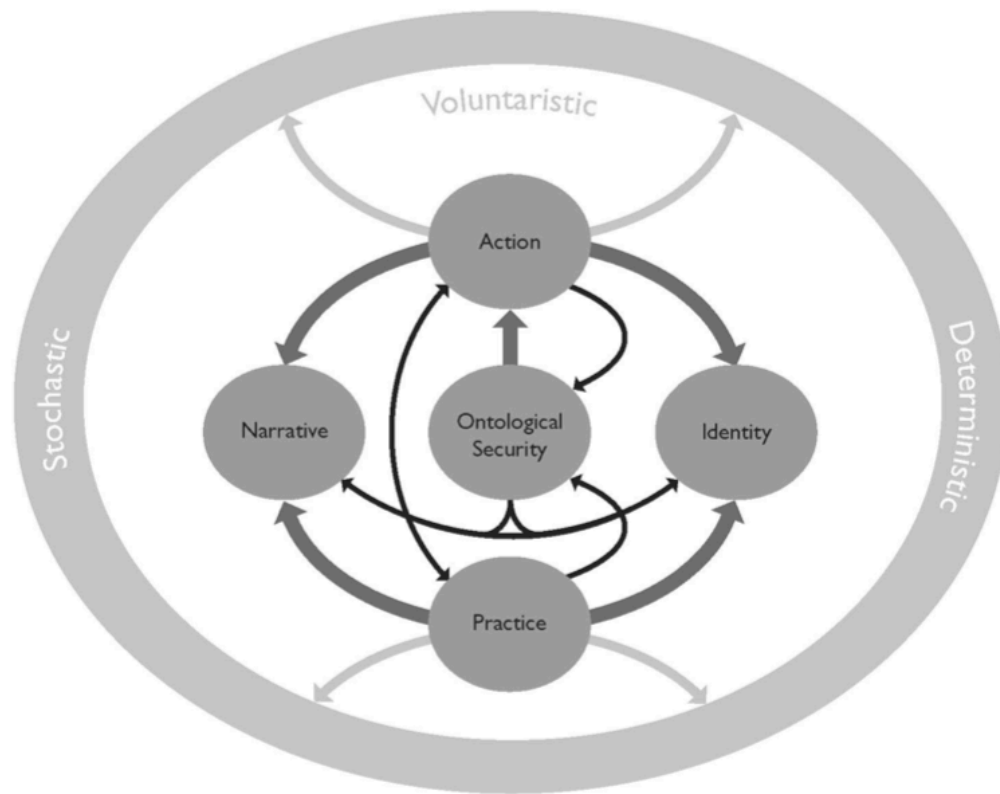 Voluntaristic
Action
Stochastic
Deterministic
Narrative
Ontological
Security
Identity
Practice